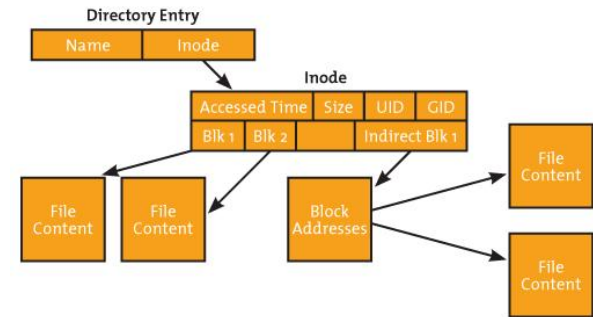 Directory Entry
Name Inode
Inode
Accessed Time Size UID GID
Blk 1 Blk 2 Indirect Blk 1
File
Content
File
Content
Block
Addresses
File
Content
File
Content